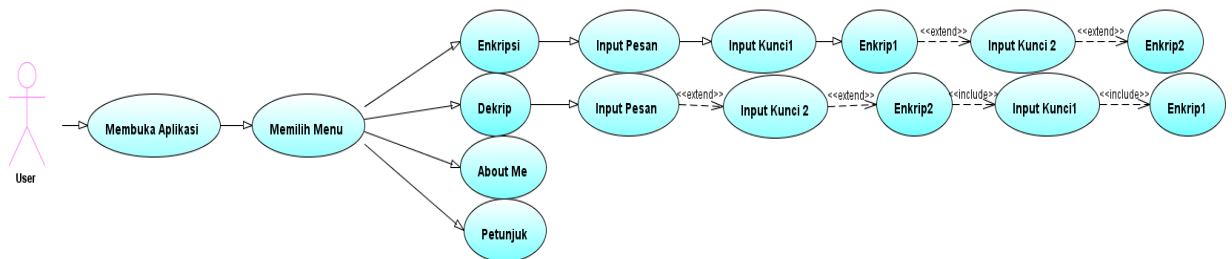 Enkripsi
Input Pesan
Input Kunci1
Enkrip1
<<extend>>
Input Kunci 2
<<extend>>
Enkrip2
Dekrip
Input Pesan
<<extend>>
Input Kunci 2
<<extend>>
Enkrip2
<<include>>
Input Kunci1
<<include>>
Enkrip1
Membuka Aplikasi
Memilih Menu
About Me
User
Petunjuk